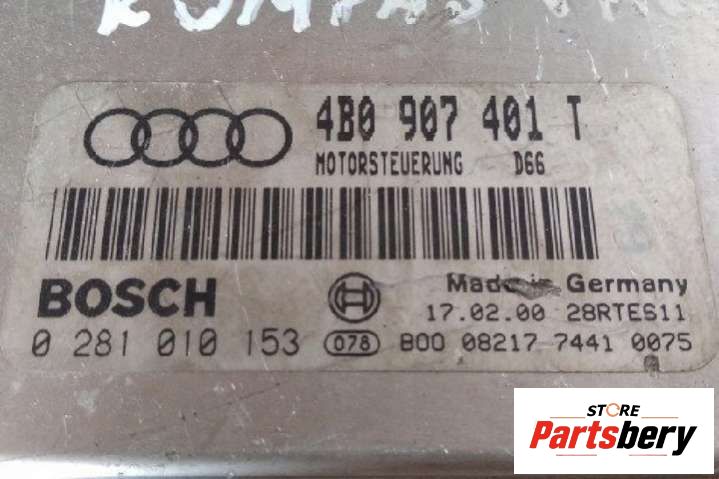 4B0 907 401 T
MOTORSTEUERUNG D66
BOSCH
Made in Germany
17.02.00 28RTES11
0 281 010 153 078 B00 08217 7441 0075
STORE
Partsbery